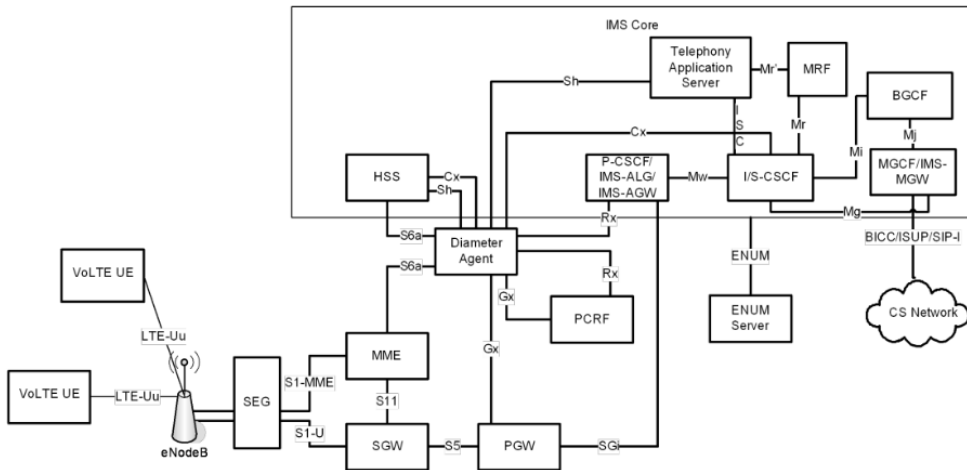 IMS Core
Telephony
Application
Server
Mr'
MRF
BGCF
Sh
I
S
C
Mr
Mi
Mj
Cx
HSS
Cx
Sh
P-CSCF/
IMS-ALG/
IMS-AGW
Mw
I/S-CSCF
MGCF/IMS-
MGW
Mg
Rx
S6a
Diameter
Agent
BICC/ISUP/SIP-I
VoLTE UE
S6a
Rx
ENUM
Gx
PCRF
ENUM
Server
CS Network
LTE-Uu
MME
Gx
VoLTE UE
LTE-Uu
SEG
S1-MME
S11
S1-U
SGW
S5
PGW
SGi
eNodeB